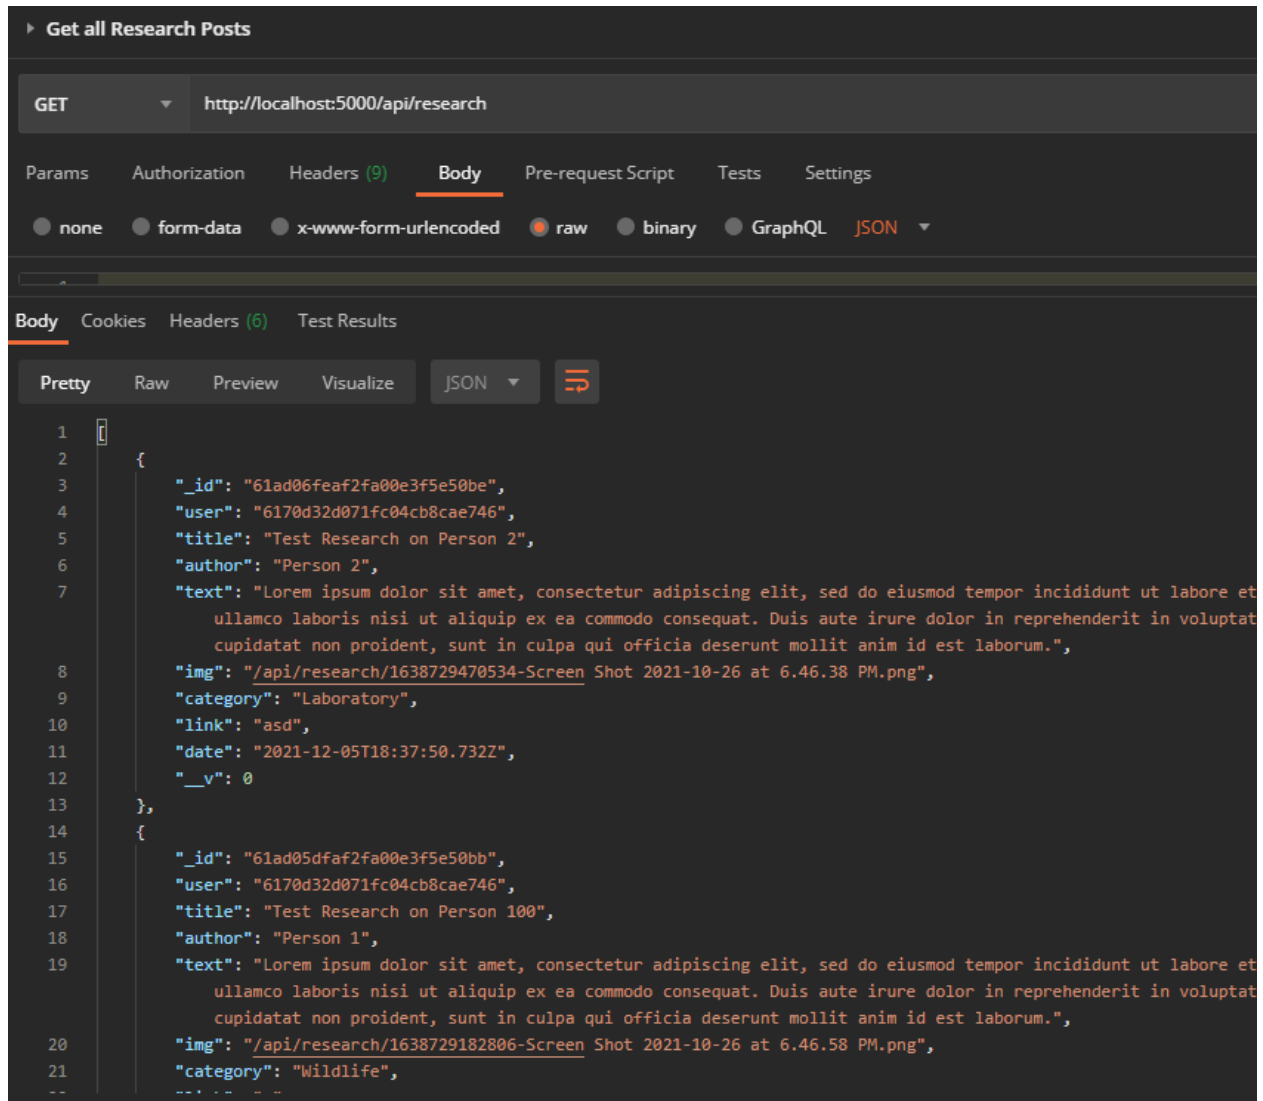 Get all Research Posts
GET http://localhost:5000/api/research
Params Authorization Headers (9) Body Pre-request Script Tests Settings
none form-data x-www-form-urlencoded raw binary GraphQL JSON
Body Cookies Headers (6) Test Results
Pretty Raw Preview Visualize JSON
1 [
2 {
3 "_id": "61ad06feaf2fa00e3f5e50be",
4 "user": "6170d32d071fc04cb8cae746",
5 "title": "Test Research on Person 2",
6 "author": "Person 2",
7 "text": "Lorem ipsum dolor sit amet, consectetur adipiscing elit, sed do eiusmod tempor incididunt ut labore et
ullamco laboris nisi ut aliquip ex ea commodo consequat. Duis aute irure dolor in reprehenderit in voluptat
cupidatat non proident, sunt in culpa qui officia deserunt mollit anim id est laborum.",
8 "img": "/api/research/1638729470534-Screen Shot 2021-10-26 at 6.46.38 PM.png",
9 "category": "Laboratory",
10 "link": "asd",
11 "date": "2021-12-05T18:37:50.732Z",
12 "__v": 0
13 },
14 {
15 "_id": "61ad05dfaf2fa00e3f5e50bb",
16 "user": "6170d32d071fc04cb8cae746",
17 "title": "Test Research on Person 100",
18 "author": "Person 1",
19 "text": "Lorem ipsum dolor sit amet, consectetur adipiscing elit, sed do eiusmod tempor incididunt ut labore et
ullamco laboris nisi ut aliquip ex ea commodo consequat. Duis aute irure dolor in reprehenderit in voluptat
cupidatat non proident, sunt in culpa qui officia deserunt mollit anim id est laborum.",
20 "img": "/api/research/1638729182806-Screen Shot 2021-10-26 at 6.46.58 PM.png",
21 "category": "Wildlife",